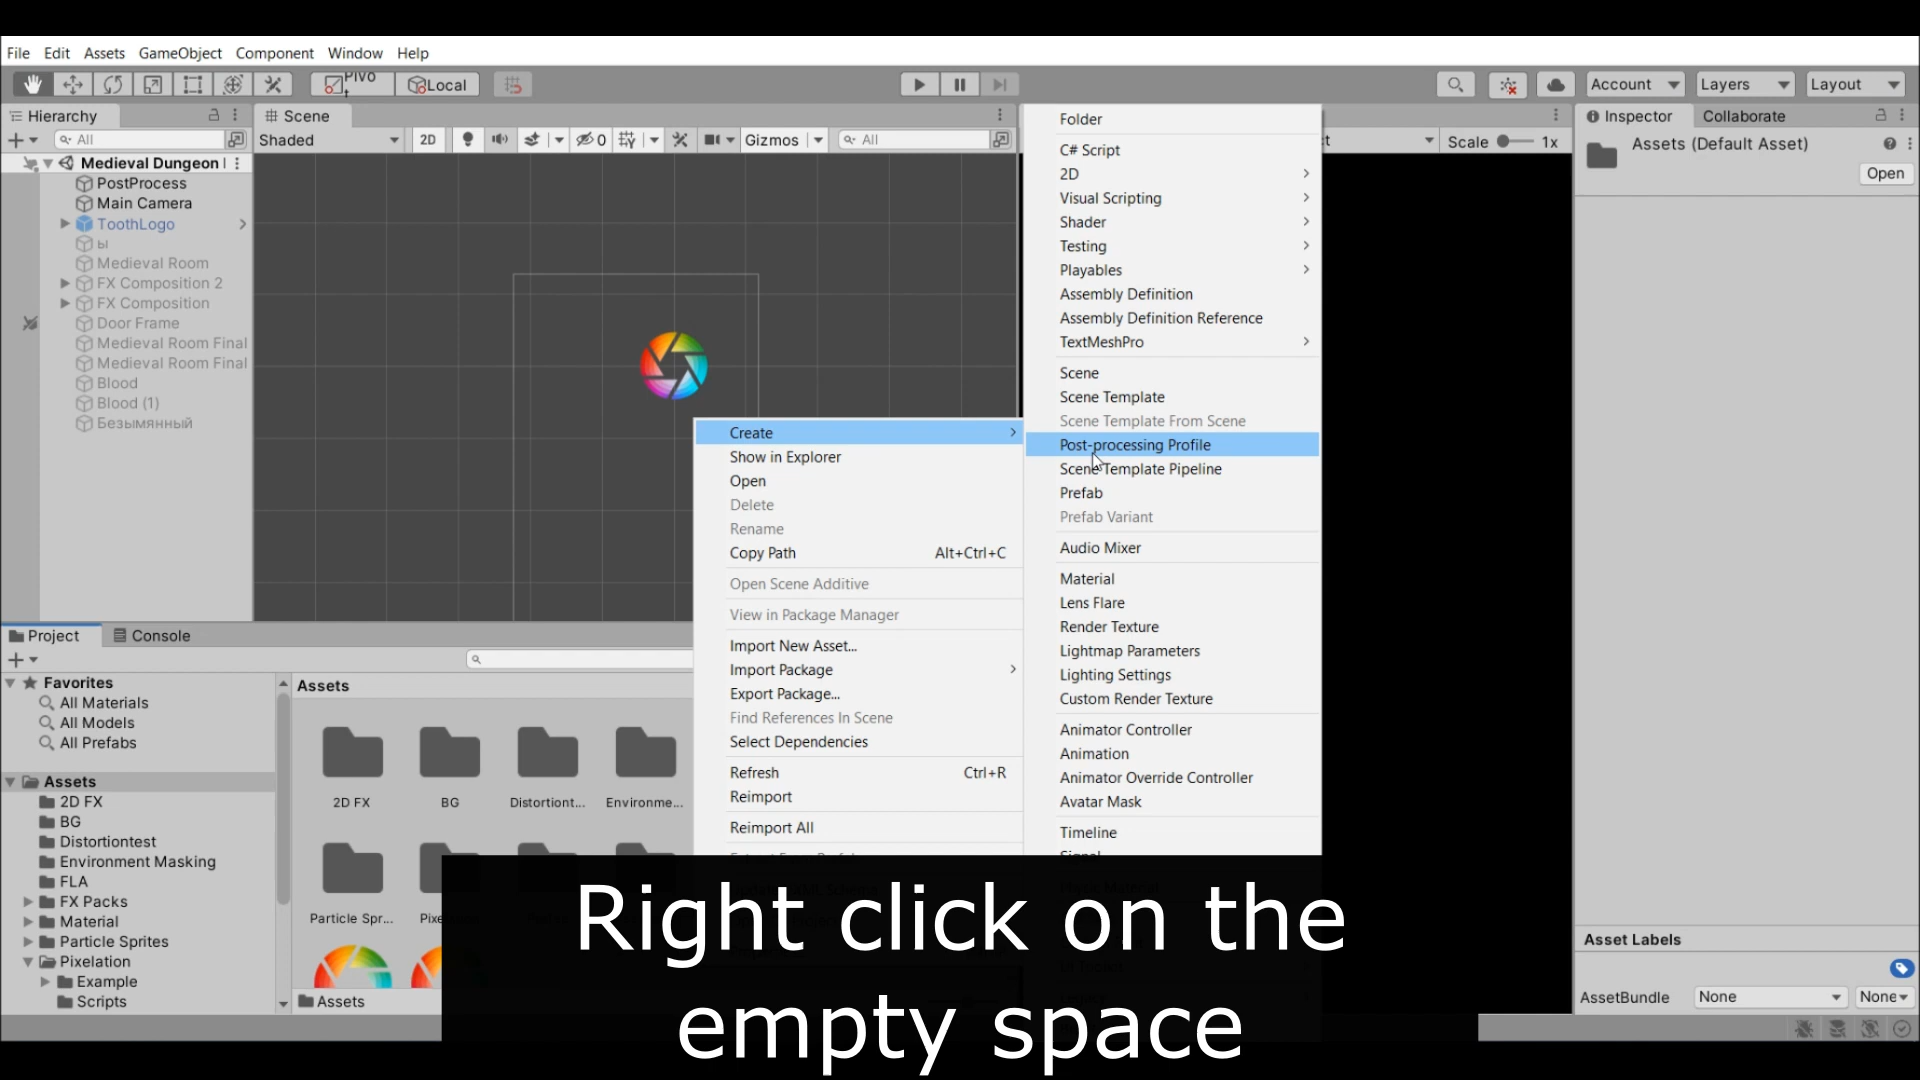 File Edit Assets GameObject Component Window Help
Local
Account Layers Layout
Hierarchy
All
Medieval Dungeon
PostProcess
Main Camera
ToothLogo
ы
Medieval Room
FX Composition 2
FX Composition
Door Frame
Medieval Room Final
Medieval Room Final
Blood
Blood (1)
Безымянный
Scene
Shaded 2D 0 Gizmos All
Scale 1x
Inspector Collaborate
Assets (Default Asset)
Open
Folder
C# Script
2D
Visual Scripting
Shader
Testing
Playables
Assembly Definition
Assembly Definition Reference
TextMeshPro
Scene
Scene Template
Scene Template From Scene
Post-processing Profile
Scene Template Pipeline
Prefab
Prefab Variant
Audio Mixer
Material
Lens Flare
Render Texture
Lightmap Parameters
Lighting Settings
Custom Render Texture
Animator Controller
Animation
Animator Override Controller
Avatar Mask
Timeline
Create
Show in Explorer
Open
Delete
Rename
Copy Path Alt+Ctrl+C
Open Scene Additive
View in Package Manager
Import New Asset...
Import Package
Export Package...
Find References In Scene
Select Dependencies
Refresh Ctrl+R
Reimport
Reimport All
Project Console
Favorites
All Materials
All Models
All Prefabs
Assets
2D FX
BG
Distortiontest
Environment Masking
FLA
FX Packs
Material
Particle Sprites
Pixelation
Example
Scripts
Assets
2D FX BG Distortiont... Environme...
Particle Spr...
Assets
Asset Labels
AssetBundle None None
Right click on the
empty space